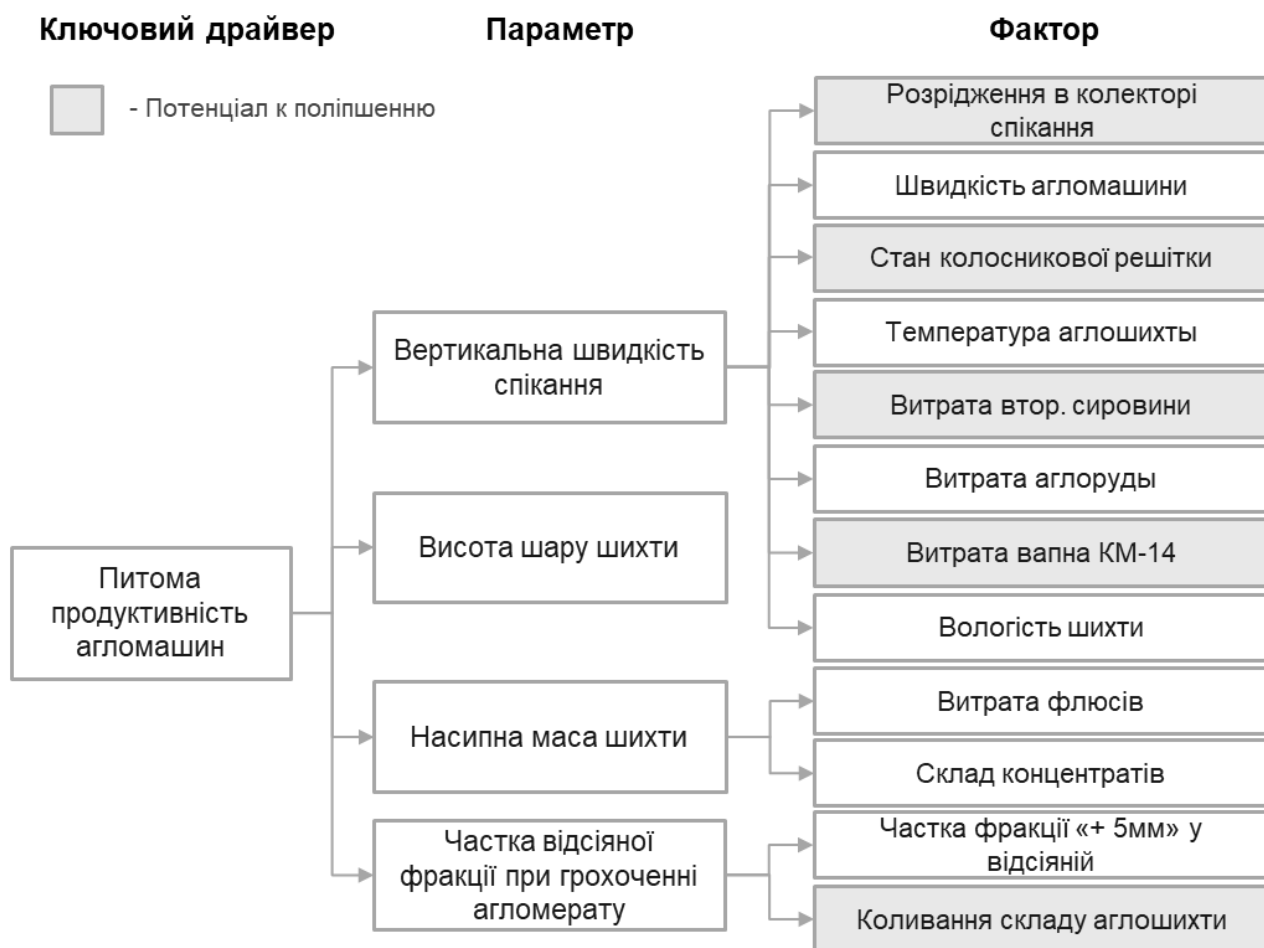 Ключовий драйвер
Параметр
Фактор
- Потенціал к поліпшенню
Розрідження в колекторі
спікання
Швидкість агломашини
Стан колосникової решітки
Температура аглошихты
Витрата втор. сировини
Витрата аглоруды
Витрата вапна КМ-14
Вологість шихти
Витрата флюсів
Склад концентратів
Частка фракції «+ 5мм» у
відсіяній
Коливання складу аглошихти
Вертикальна швидкість
спікання
Висота шару шихти
Насипна маса шихти
Частка відсіяної
фракції при грохоченні
агломерату
Питома
продуктивність
агломашин